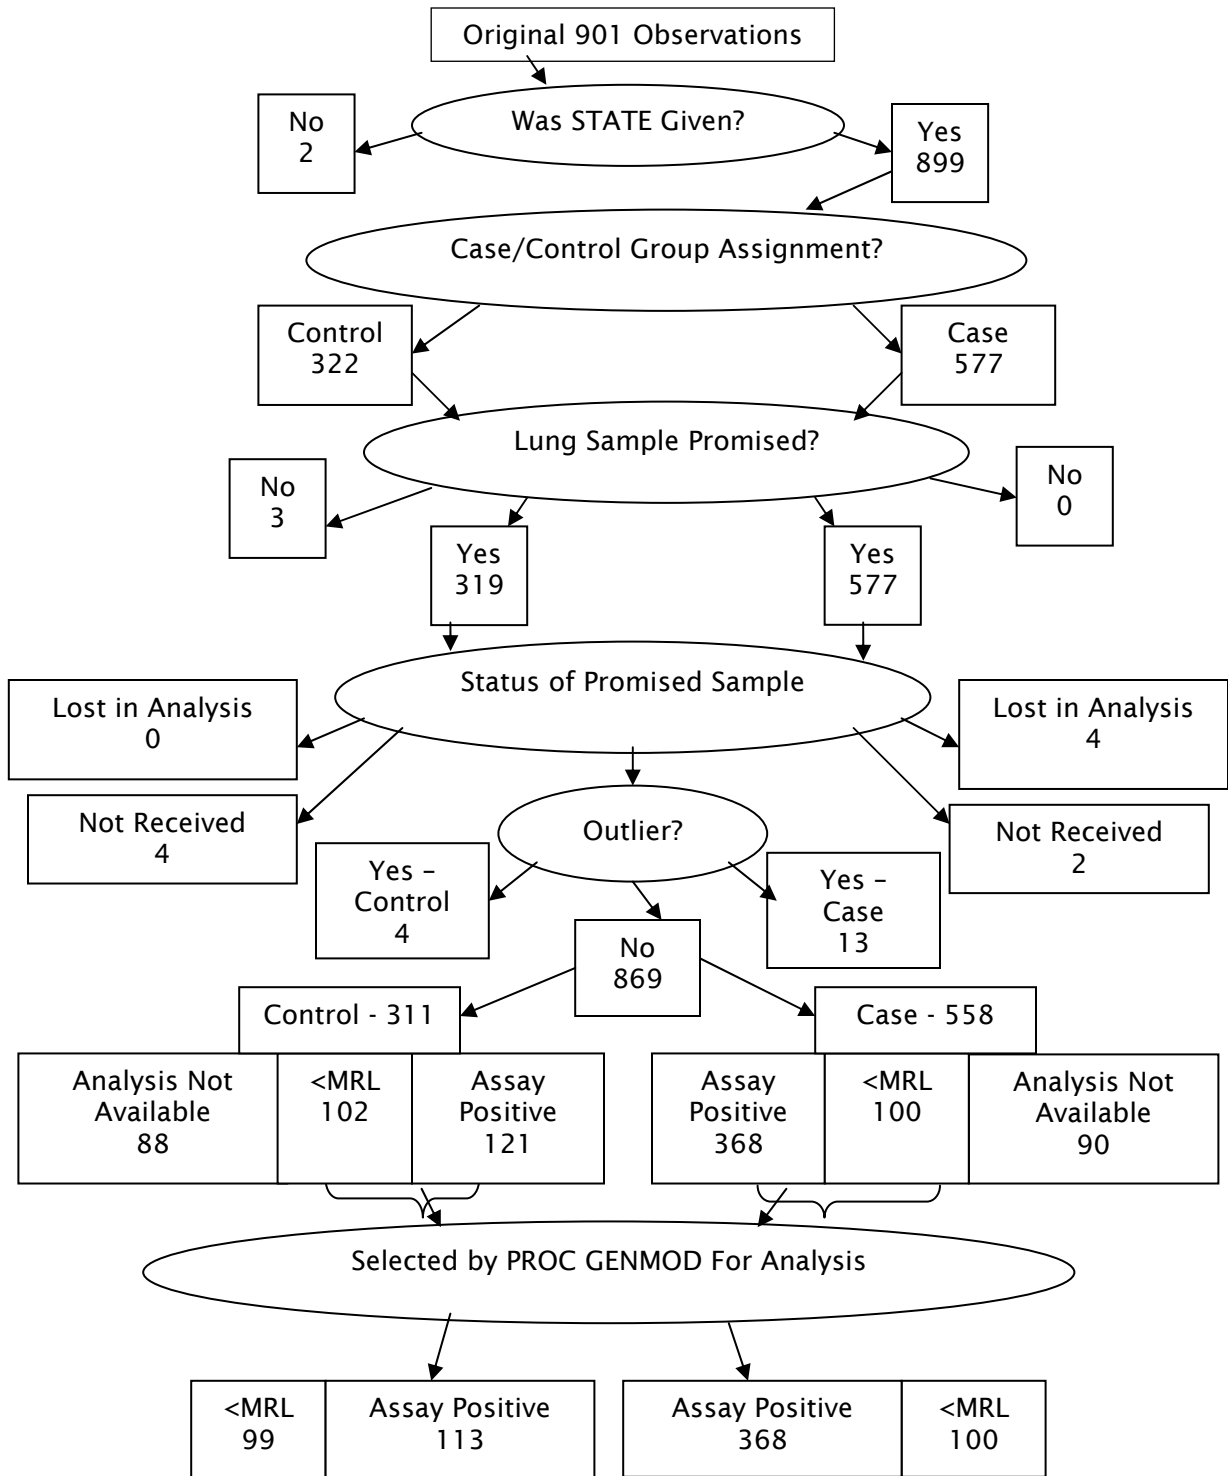 Original 901 Observations
Was STATE Given?
No
2
Yes
899
Case/Control Group Assignment?
Control
322
Case
577
Lung Sample Promised?
No
3
No
0
Yes
319
Yes
577
Status of Promised Sample
Lost in Analysis
0
Lost in Analysis
4
Not Received
4
Not Received
2
Outlier?
Yes –
Control
4
Yes –
Case
13
No
869
Control - 311
Case - 558
Analysis Not
Available
88
<MRL
102
Assay
Positive
121
Assay
Positive
368
<MRL
100
Analysis Not
Available
90
Selected by PROC GENMOD For Analysis
<MRL
99
Assay Positive
113
Assay Positive
368
<MRL
100